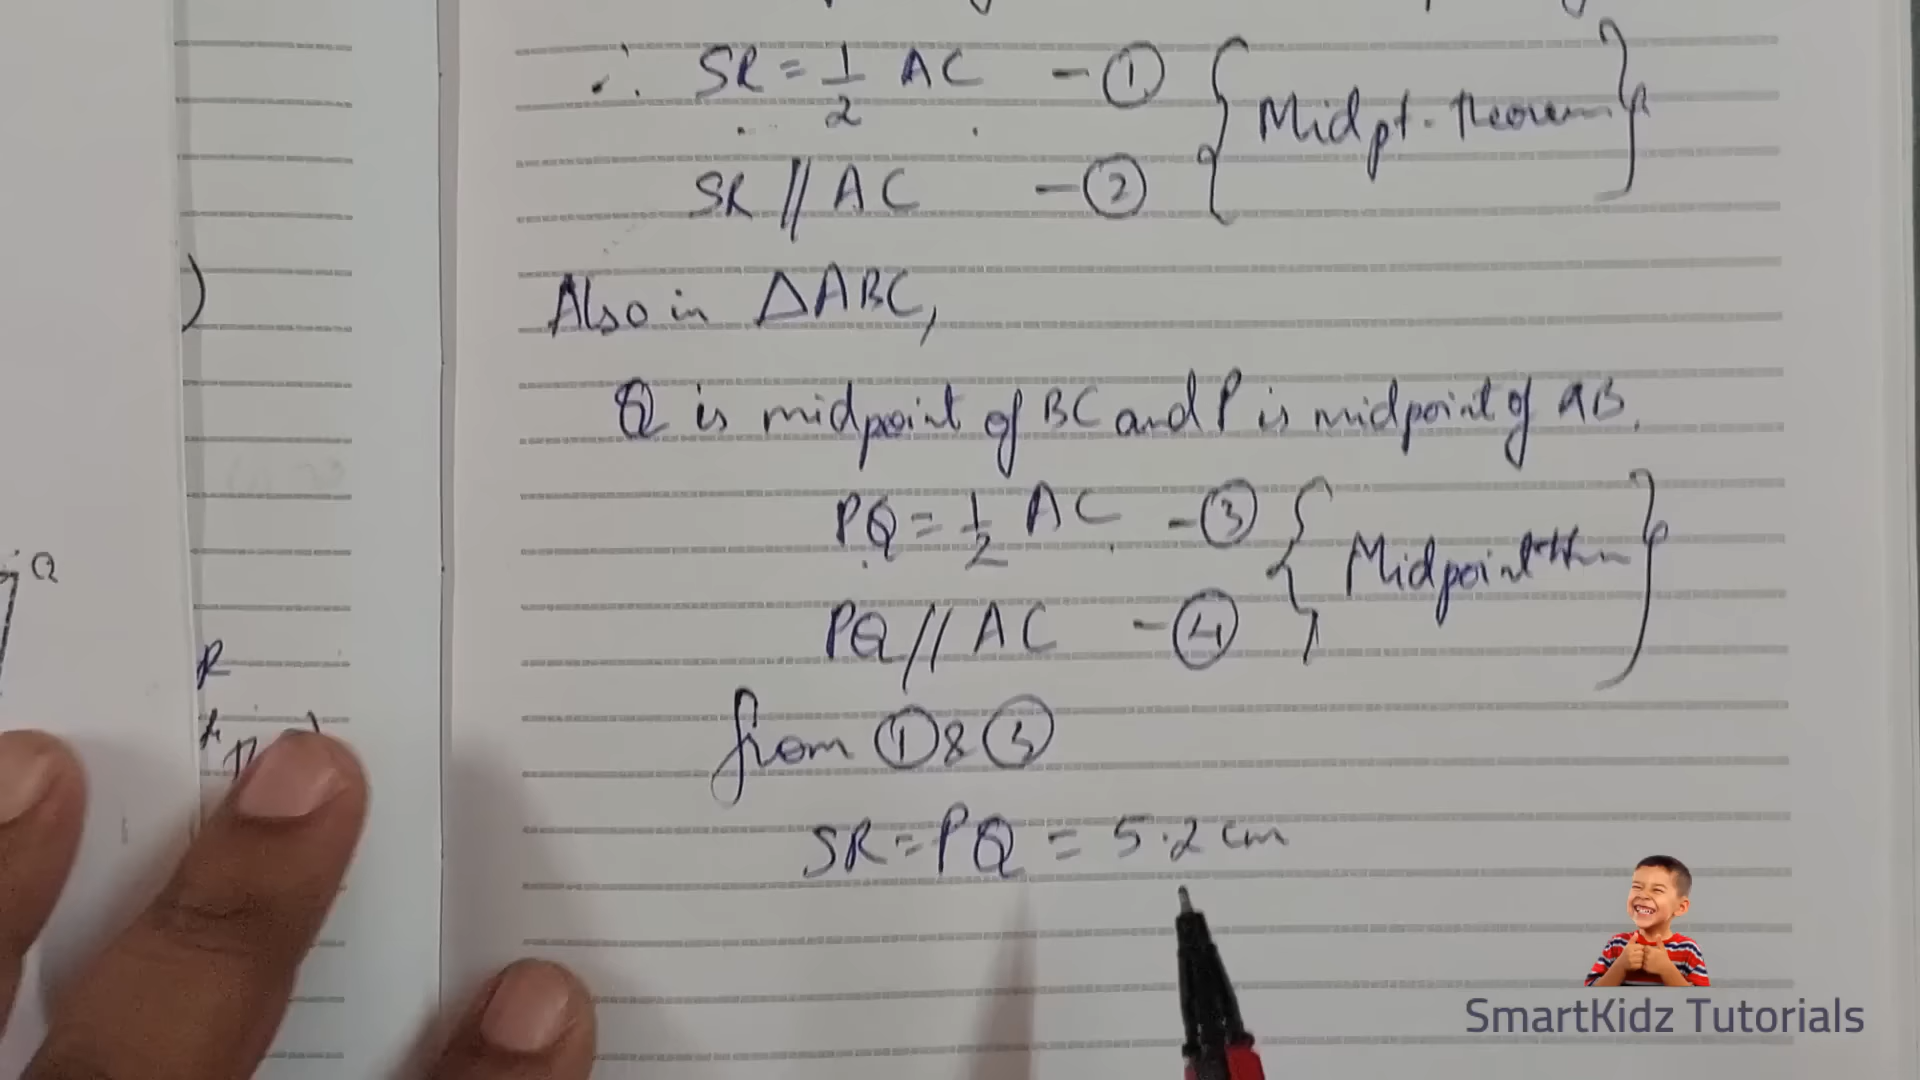 ∴ SR = 1/2 AC - ① { Midpt. theorem }
SR // AC - ②
Also in ΔABC,
Q is midpoint of BC and P is midpoint of AB.
PQ = 1/2 AC - ③ { Midpoint thm }
PQ // AC - ④
from ① & ③
SR = PQ = 5.2 cm
)
Q
R
SmartKidz Tutorials